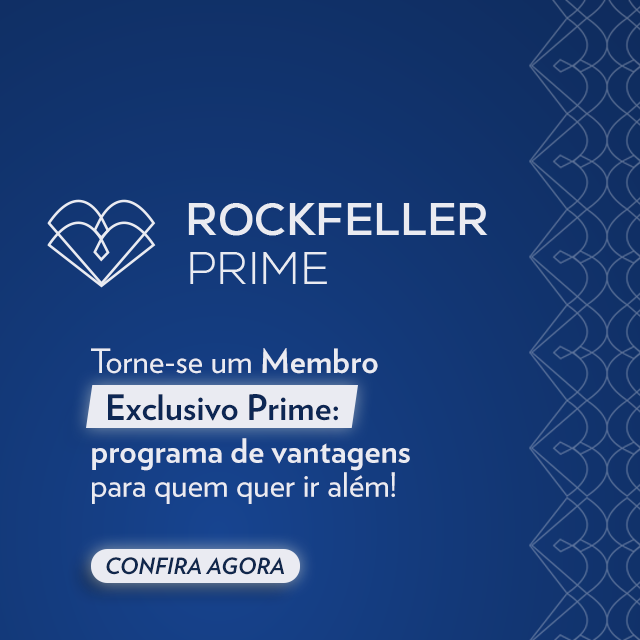 ROCKFELLER
PRIME
Torne-se um Membro
Exclusivo Prime:
programa de vantagens
para quem quer ir além!
CONFIRA AGORA